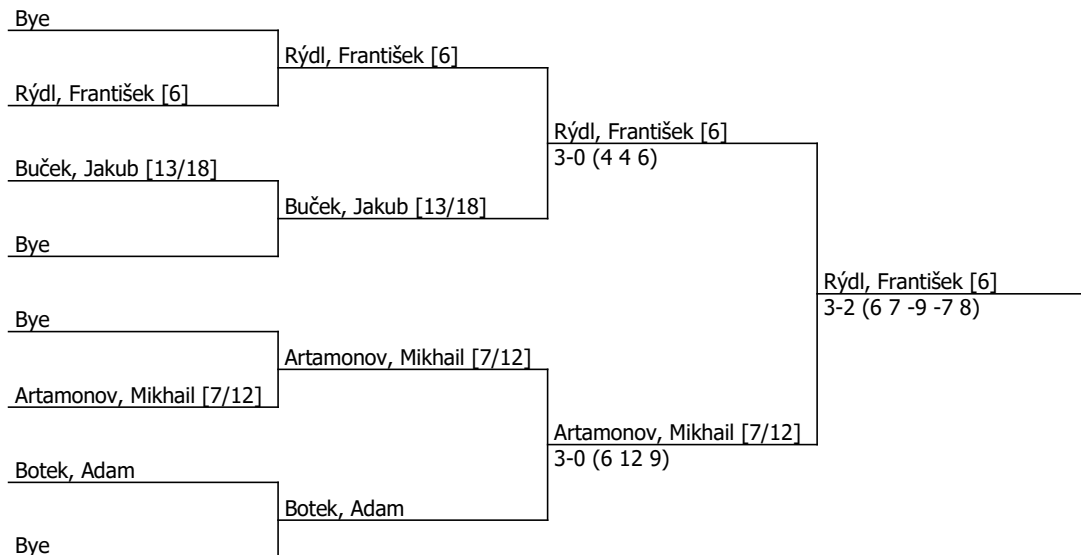 Bye
Rýdl, František [6]
Rýdl, František [6]
Buček, Jakub [13/18]
Buček, Jakub [13/18]
Bye
Rýdl, František [6]
3-0 (4 4 6)
Bye
Artamonov, Mikhail [7/12]
Artamonov, Mikhail [7/12]
Botek, Adam
Botek, Adam
Bye
Artamonov, Mikhail [7/12]
3-0 (6 12 9)
Rýdl, František [6]
3-2 (6 7 -9 -7 8)